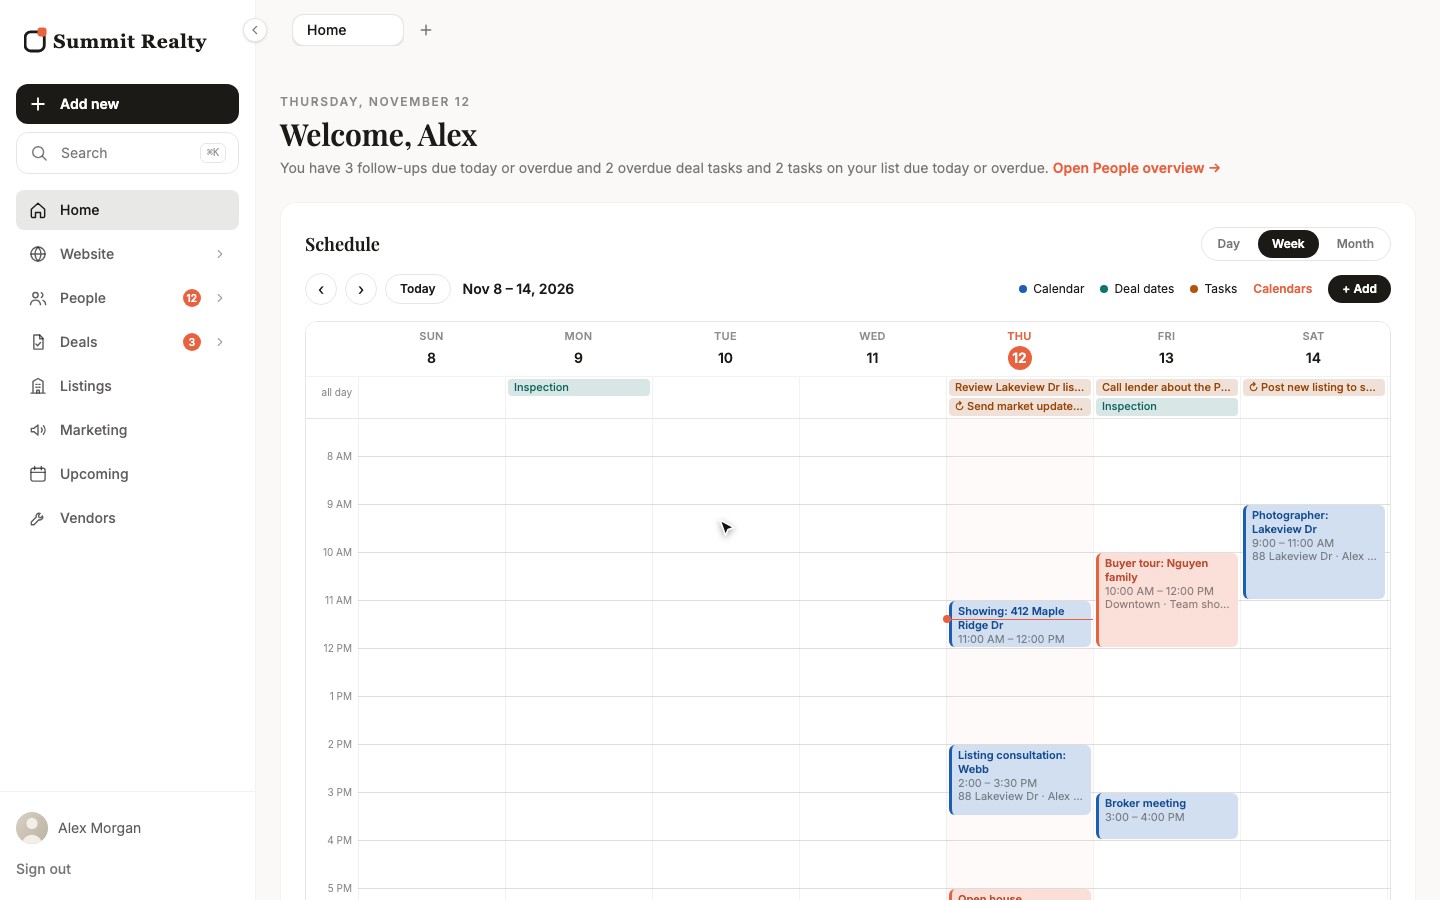 Summit Realty
Home
Add new
Search
⌘K
Home
Website
People
12
Deals
3
Listings
Marketing
Upcoming
Vendors
Alex Morgan
Sign out
THURSDAY, NOVEMBER 12
Welcome, Alex
You have 3 follow-ups due today or overdue and 2 overdue deal tasks and 2 tasks on your list due today or overdue. Open People overview →
Schedule
Day
Week
Month
Today
Nov 8 – 14, 2026
Calendar
Deal dates
Tasks
Calendars
+ Add
SUN
8
MON
9
TUE
10
WED
11
THU
12
FRI
13
SAT
14
all day
Inspection
Review Lakeview Dr lis...
Call lender about the P...
↻ Post new listing to s...
↻ Send market update...
Inspection
8 AM
9 AM
10 AM
11 AM
12 PM
1 PM
2 PM
3 PM
4 PM
5 PM
Showing: 412 Maple
Ridge Dr
11:00 AM – 12:00 PM
Listing consultation:
Webb
2:00 – 3:30 PM
88 Lakeview Dr · Alex ...
Open house
Buyer tour: Nguyen
family
10:00 AM – 12:00 PM
Downtown · Team sho...
Broker meeting
3:00 – 4:00 PM
Photographer:
Lakeview Dr
9:00 – 11:00 AM
88 Lakeview Dr · Alex ...